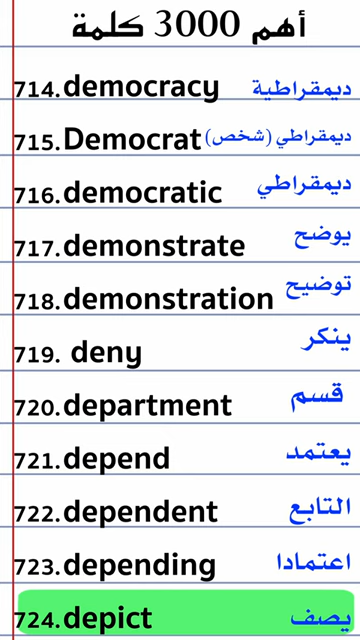 أهم 3000 كلمة
714.democracy ديمقراطية
715.Democrat ديمقراطي (شخص)
716.democratic ديمقراطي
717.demonstrate يوضح
718.demonstration توضيح
719. deny ينكر
720.department قسم
721.depend يعتمد
722.dependent التابع
723.depending اعتمادا
724.depict يصف